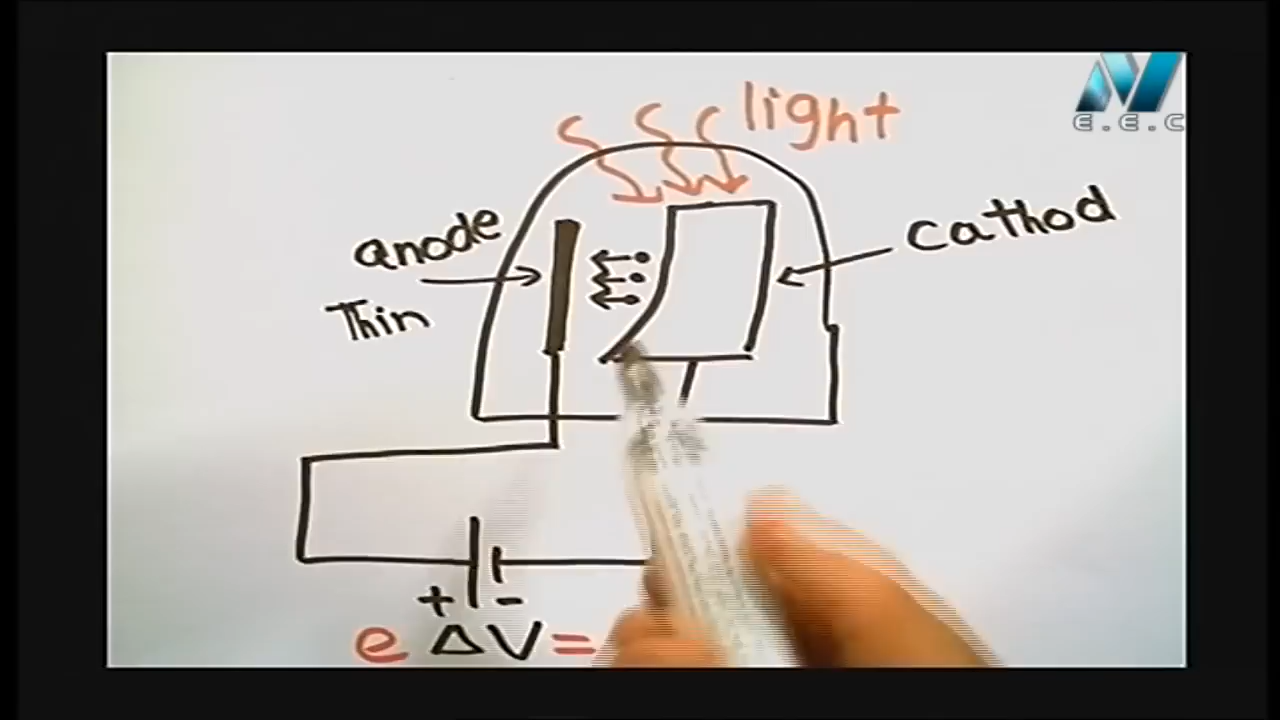 light
anode
Thin
Cathod
+ -
e ΔV =
E.E.C